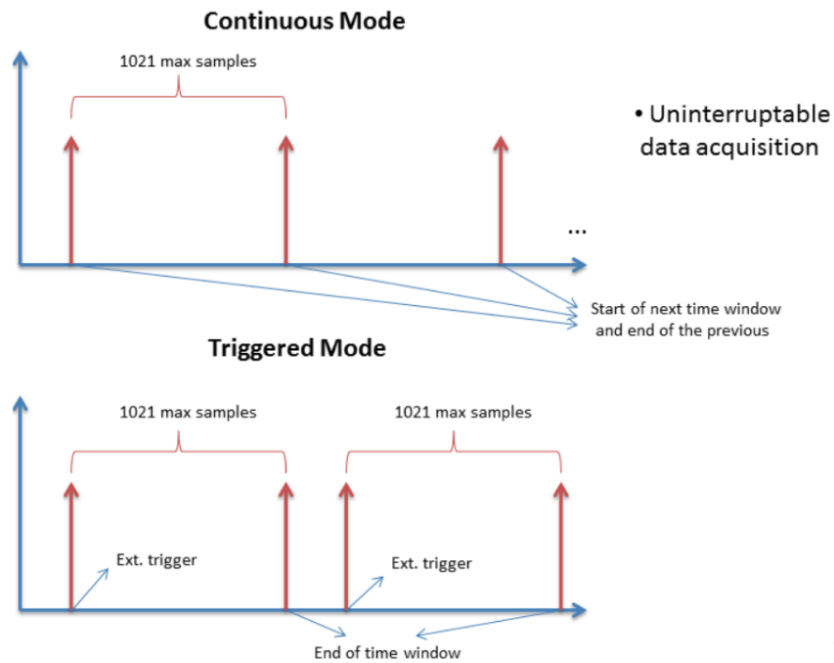 Continuous Mode
1021 max samples
• Uninterruptable
data acquisition
...
Start of next time window
and end of the previous
Triggered Mode
1021 max samples
1021 max samples
Ext. trigger
Ext. trigger
End of time window